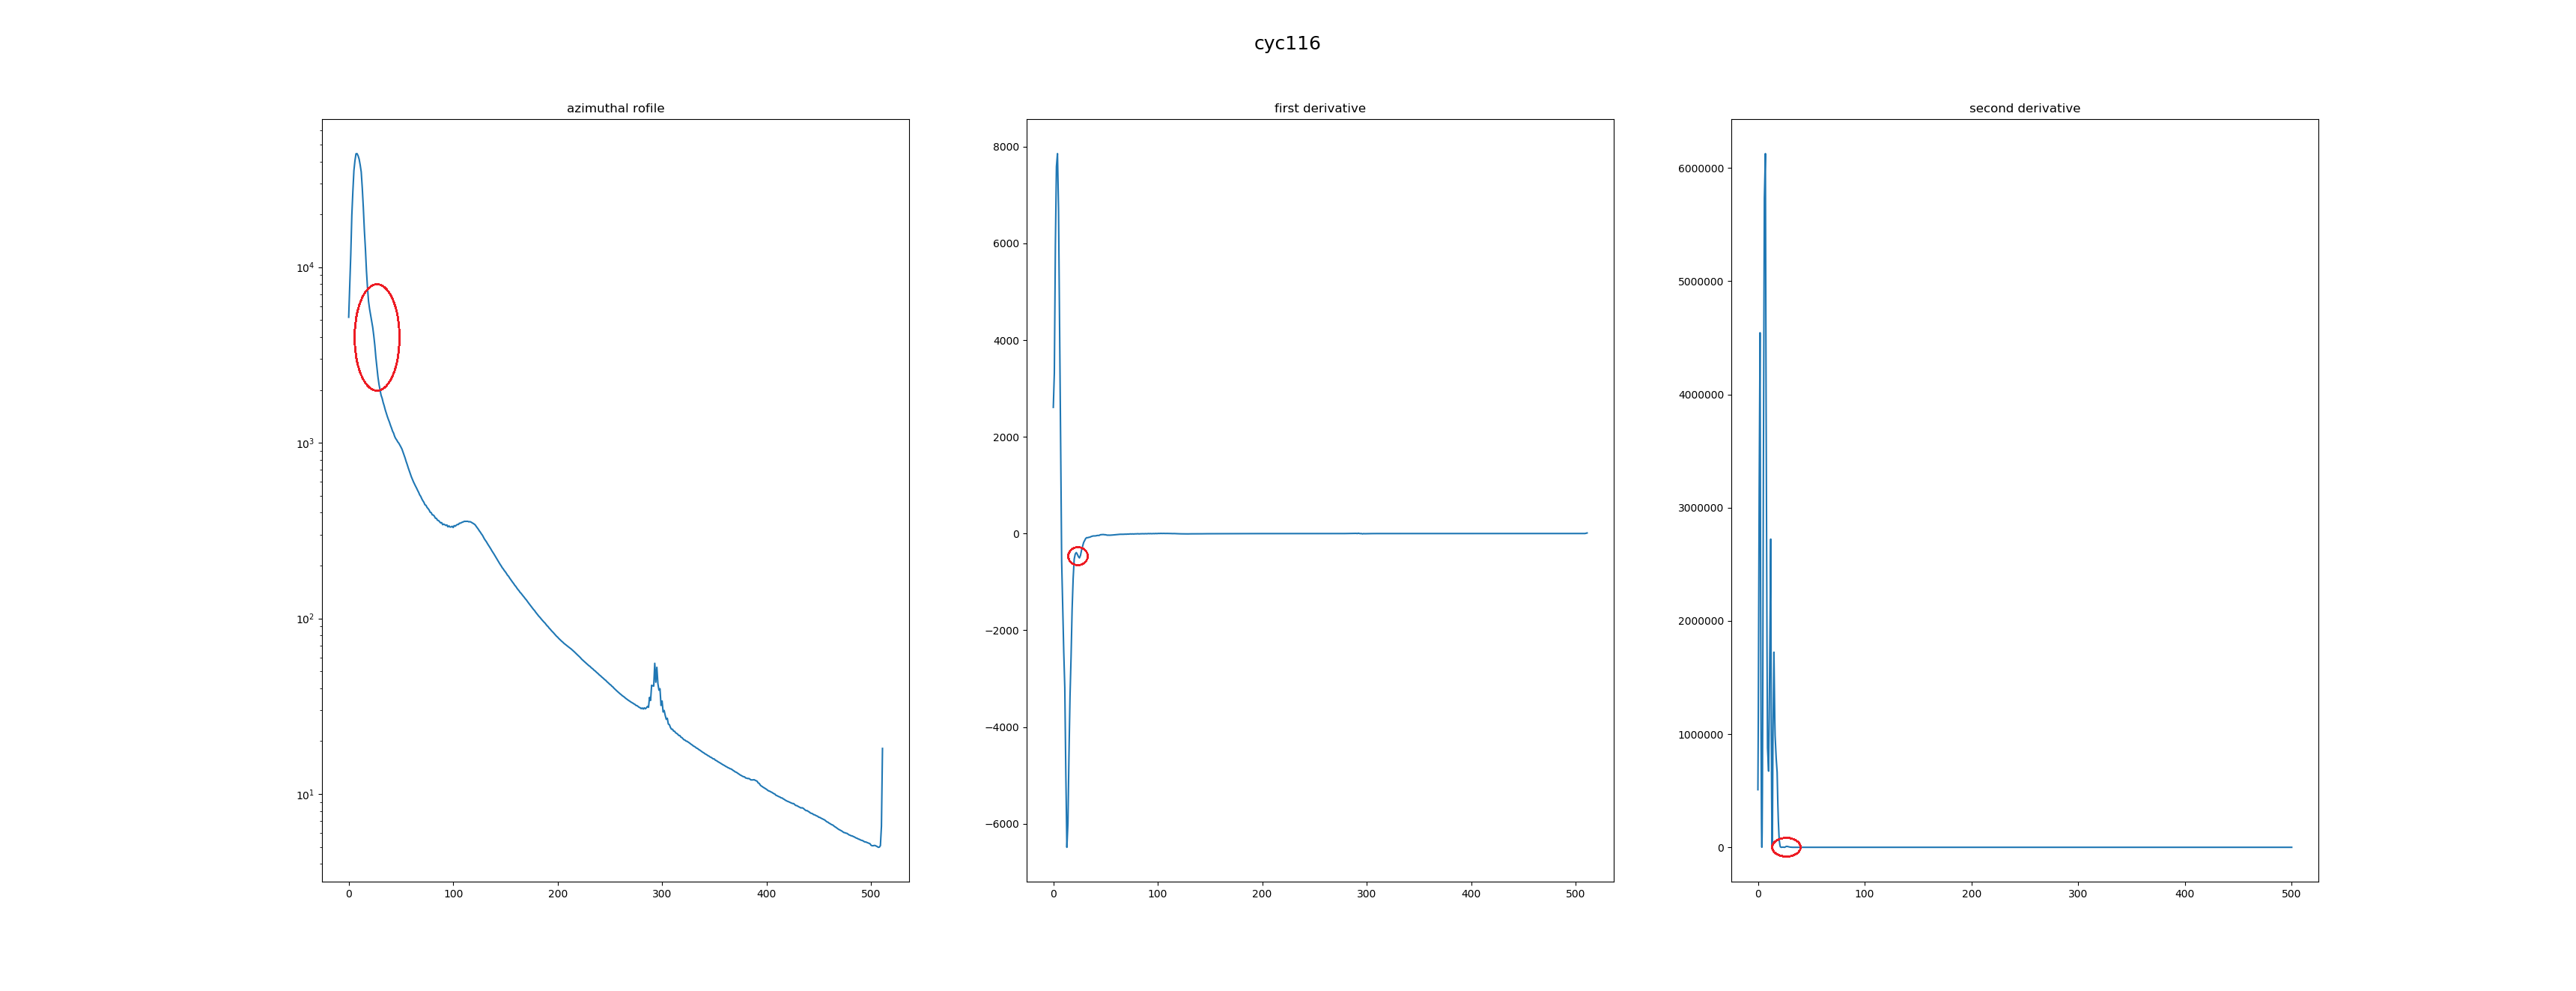 cyc116
azimuthal rofile
first derivative
second derivative
10⁴
10³
10²
10¹
0 100 200 300 400 500
8000
6000
4000
2000
0
−2000
−4000
−6000
0 100 200 300 400 500
6000000
5000000
4000000
3000000
2000000
1000000
0
0 100 200 300 400 500